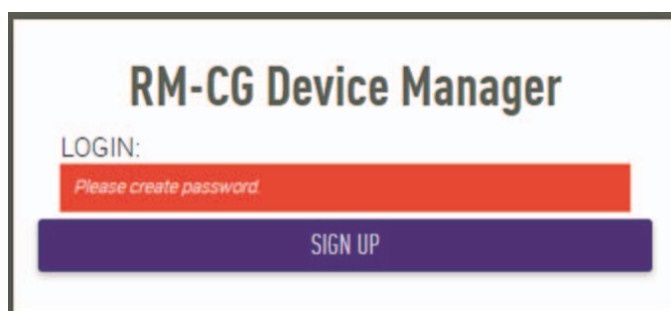 RM-CG Device Manager
LOGIN:
Please create password.
SIGN UP